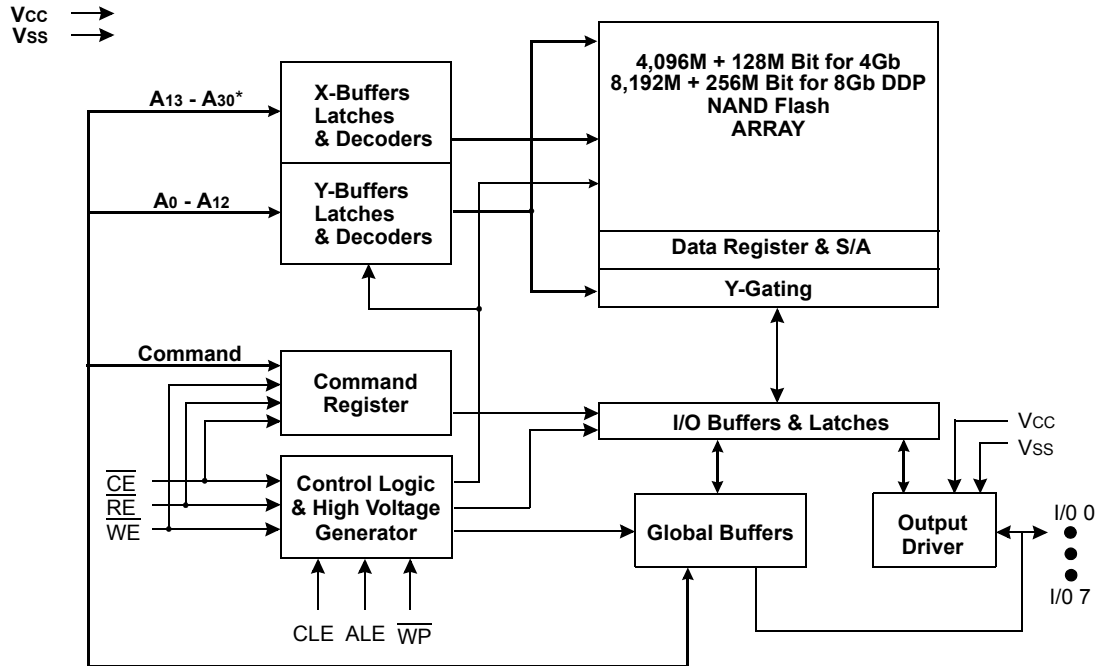 VCC
VSS
A13 - A30*
X-Buffers
Latches
& Decoders
A0 - A12
Y-Buffers
Latches
& Decoders
4,096M + 128M Bit for 4Gb
8,192M + 256M Bit for 8Gb DDP
NAND Flash
ARRAY
Data Register & S/A
Y-Gating
Command
Command
Register
I/O Buffers & Latches
VCC
VSS
CE
RE
WE
Control Logic
& High Voltage
Generator
Global Buffers
Output
Driver
I/0 0
I/0 7
CLE
ALE
WP